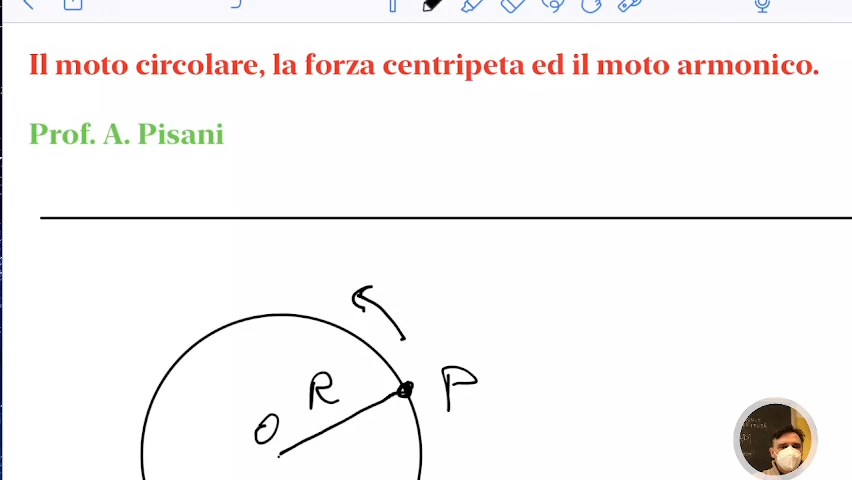 Il moto circolare, la forza centripeta ed il moto armonico.
Prof. A. Pisani
R
P
O